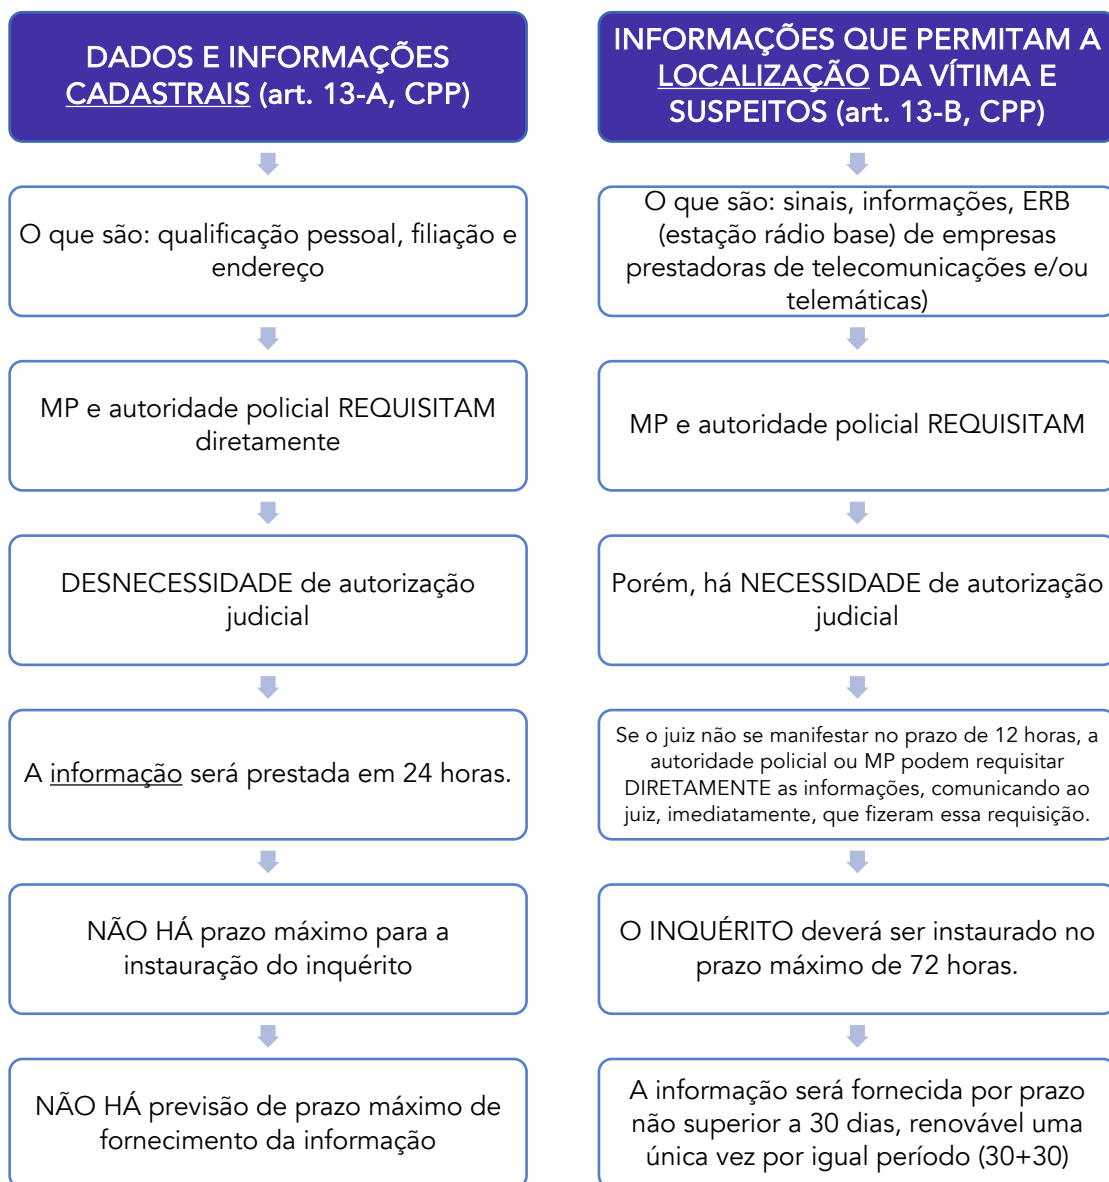 DADOS E INFORMAÇÕES
CADASTRAIS (art. 13-A, CPP)
O que são: qualificação pessoal, filiação e
endereço
MP e autoridade policial REQUISITAM
diretamente
DESNECESSIDADE de autorização
judicial
A informação será prestada em 24 horas.
NÃO HÁ prazo máximo para a
instauração do inquérito
NÃO HÁ previsão de prazo máximo de
fornecimento da informação
INFORMAÇÕES QUE PERMITAM A
LOCALIZAÇÃO DA VÍTIMA E
SUSPEITOS (art. 13-B, CPP)
O que são: sinais, informações, ERB
(estação rádio base) de empresas
prestadoras de telecomunicações e/ou
telemáticas)
MP e autoridade policial REQUISITAM
Porém, há NECESSIDADE de autorização
judicial
Se o juiz não se manifestar no prazo de 12 horas, a
autoridade policial ou MP podem requisitar
DIRETAMENTE as informações, comunicando ao
juiz, imediatamente, que fizeram essa requisição.
O INQUÉRITO deverá ser instaurado no
prazo máximo de 72 horas.
A informação será fornecida por prazo
não superior a 30 dias, renovável uma
única vez por igual período (30+30)